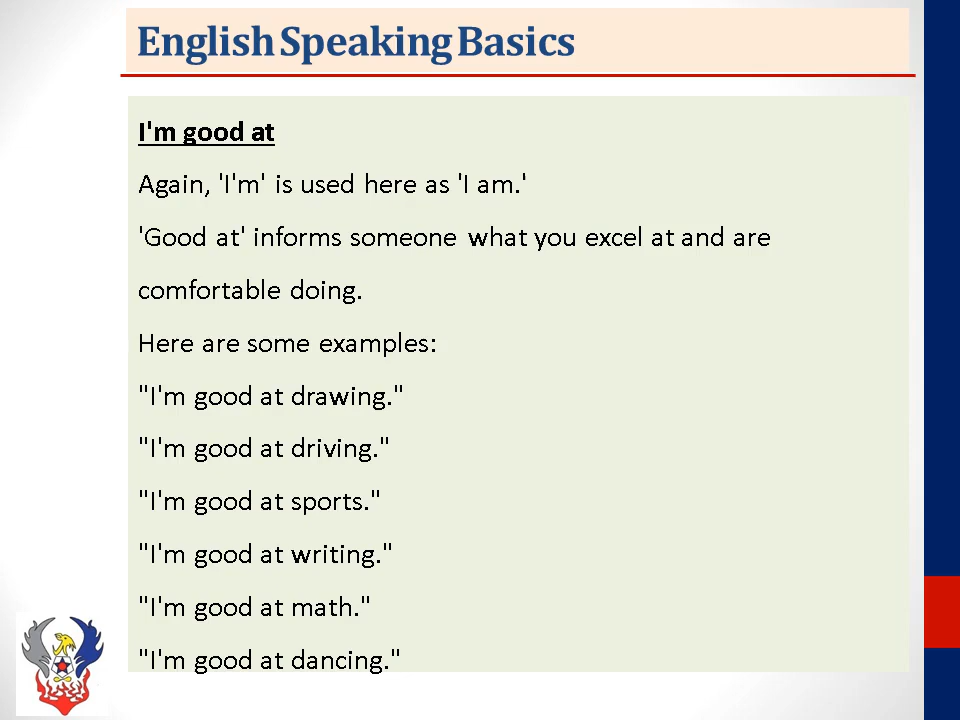 English Speaking Basics
I'm good at
Again, 'I'm' is used here as 'I am.'
'Good at' informs someone what you excel at and are
comfortable doing.
Here are some examples:
"I'm good at drawing."
"I'm good at driving."
"I'm good at sports."
"I'm good at writing."
"I'm good at math."
"I'm good at dancing."